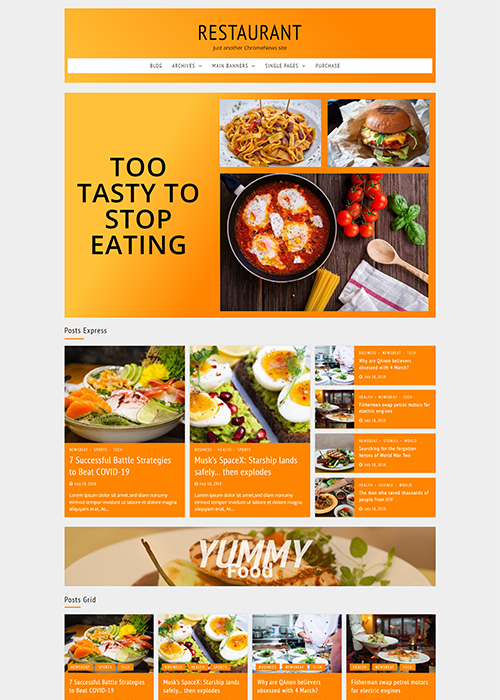 RESTAURANT
Just another ChromeNews site
BLOG ARCHIVES MAIN BANNERS SINGLE PAGES PURCHASE
TOO
TASTY TO
STOP
EATING
Posts Express
NEWSBEAT SPORTS TECH
7 Successful Battle Strategies
to Beat COVID-19
July 18, 2018
Lorem ipsum dolor sit amet,sed diam nonumy
eirmod tempor invidunt ut labore et dolore magna
aliquyam erat, At...
BUSINESS HEALTH SPORTS
Musk's SpaceX: Starship lands
safely... then explodes
July 18, 2018
Lorem ipsum dolor sit amet,sed diam nonumy
eirmod tempor invidunt ut labore et dolore magna
aliquyam erat, At...
BUSINESS NEWSBEAT TECH
Why are QAnon believers
obsessed with 4 March?
July 18, 2018
HEALTH NEWSBEAT TECH
Fisherman swap petrol motors for
electric engines
July 18, 2018
NEWSBEAT STORIES WORLD
Searching for the forgotten
heroes of World War Two
July 18, 2018
HEALTH SCIENCE WORLD
The man who saved thousands of
people from HIV
July 18, 2018
YUMMY
Food
Posts Grid
NEWSBEAT SPORTS TECH
7 Successful Battle Strategies
to Beat COVID-19
BUSINESS HEALTH SPORTS
Musk's SpaceX: Starship lands
safely... then explodes
BUSINESS NEWSBEAT TECH
Why are QAnon believers
obsessed with 4 March?
HEALTH NEWSBEAT TECH
Fisherman swap petrol motors
for electric engines